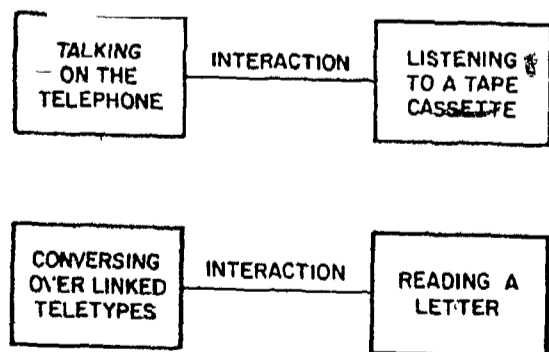 TALKING
ON THE
TELEPHONE
INTERACTION
LISTENING
TO A TAPE
CASSETTE
CONVERSING
OVER LINKED
TELETYPES
INTERACTION
READING A
LETTER